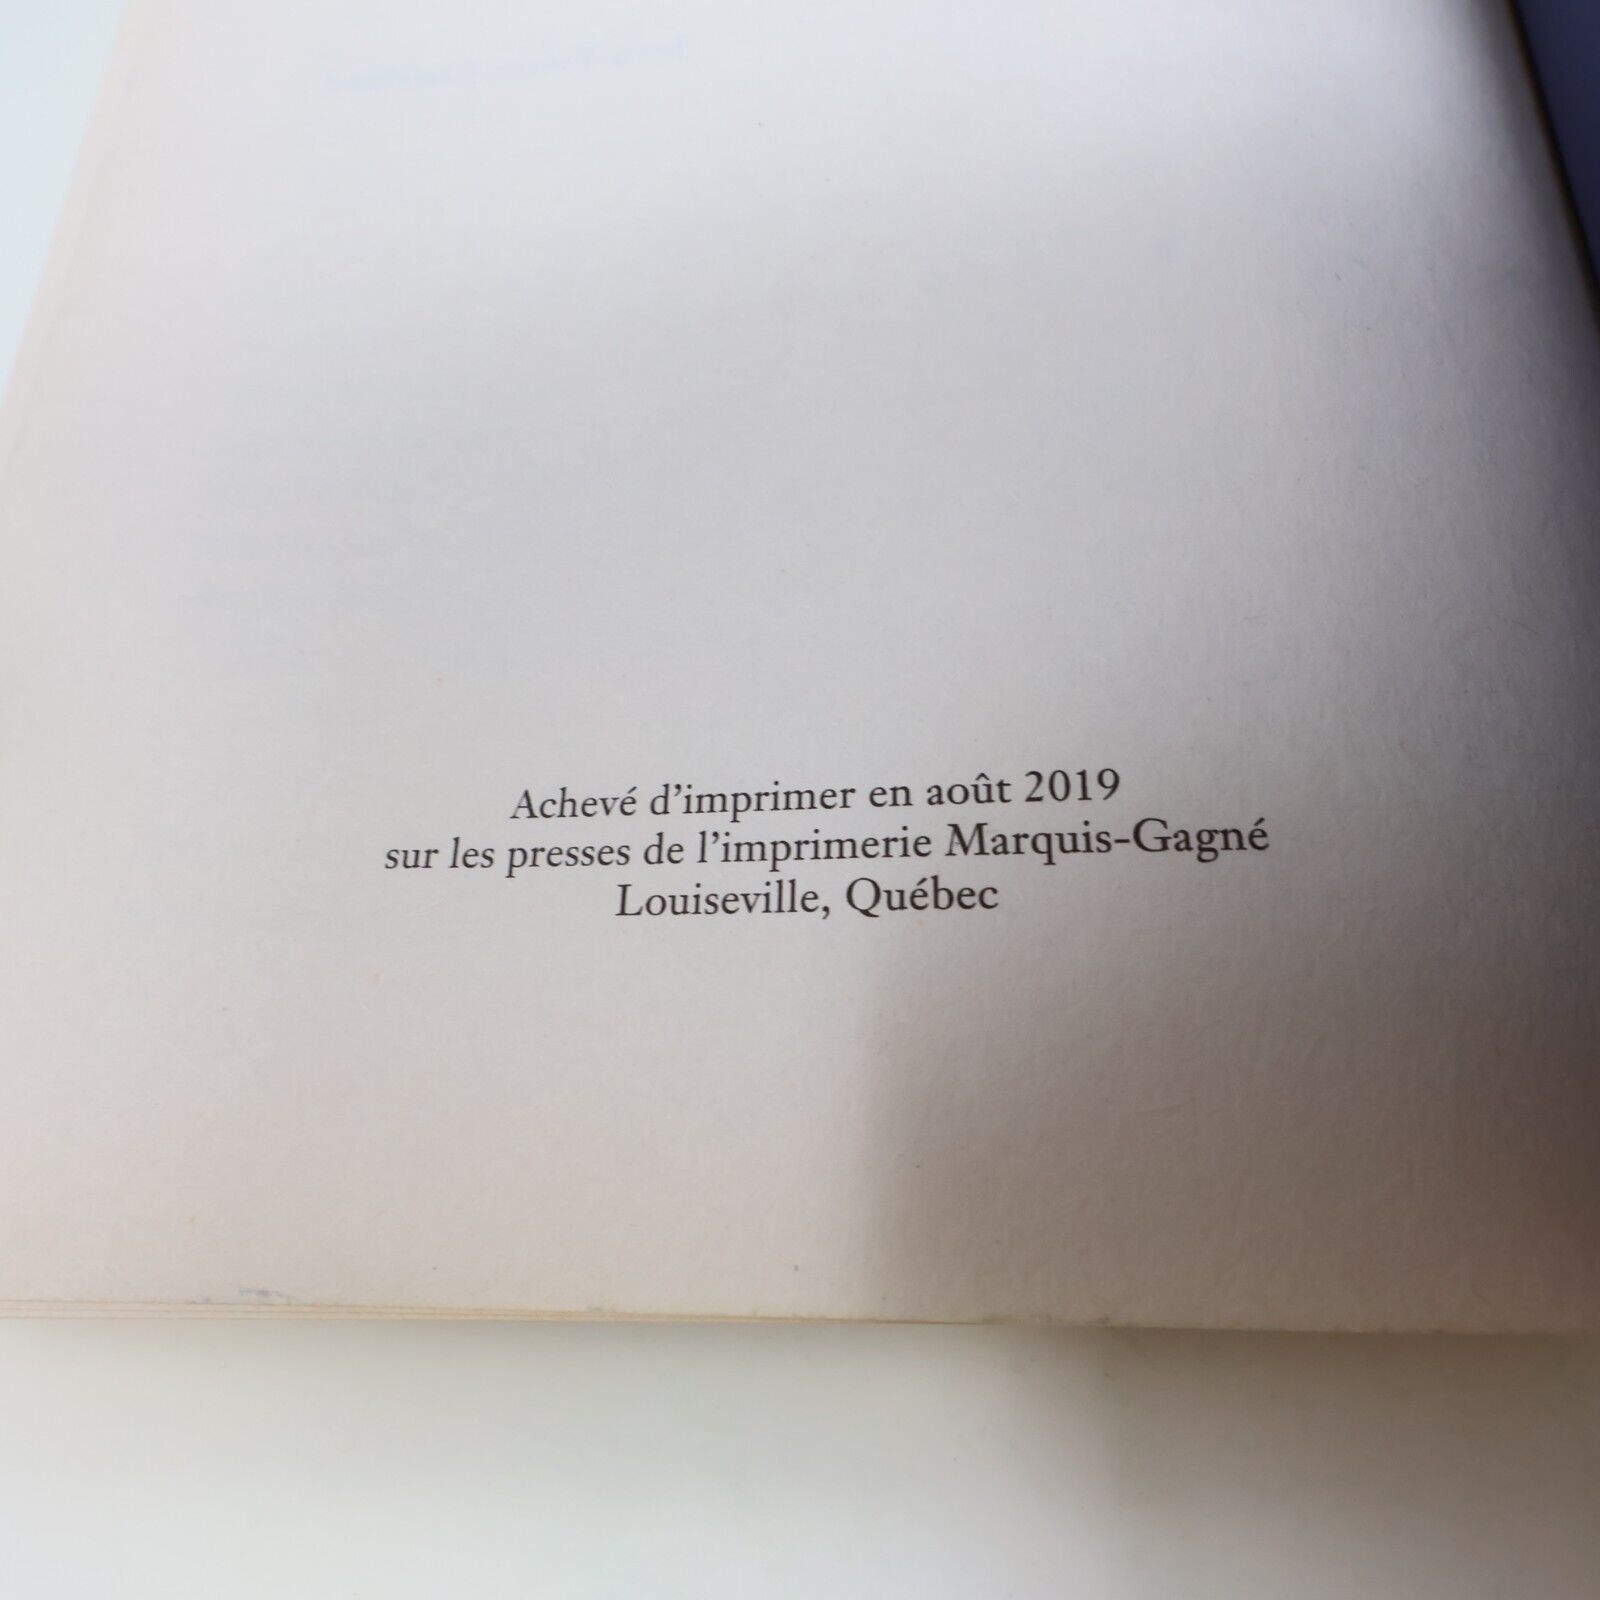 Achevé d'imprimer en août 2019
sur les presses de l'imprimerie Marquis-Gagné
Louiseville, Québec